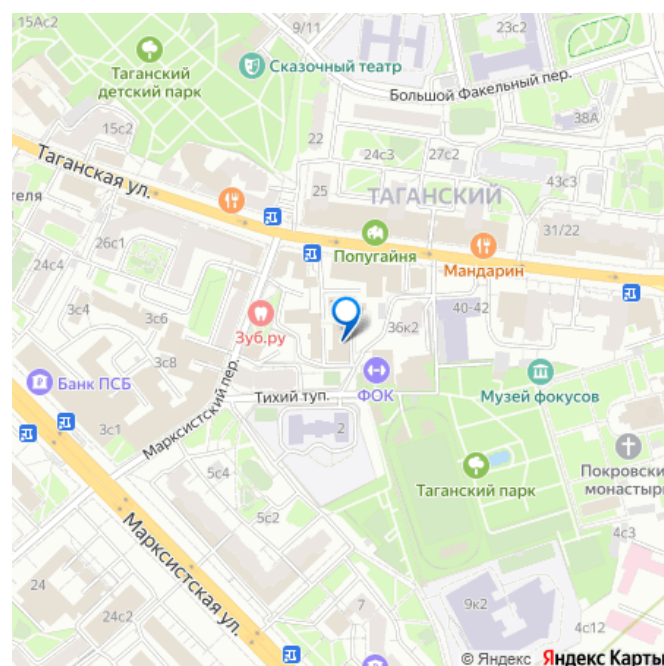 15Ас2
9/11
23с2
Таганский
детский парк
Сказочный театр
Большой Факельный пер.
15с2
22
38А
24с3
27с2
Таганская ул.
25
ТАГАНСКИЙ
43с3
теля
26с1
Попугайня
31/22
Мандарин
24с4
3с4
3с6
Зуб.ру
36к2
40-42
3с8
Банк ПСБ
ФОК
Музей фокусов
Марксистский пер.
Тихий туп.
3с1
2
Таганский парк
Покровски
монастыр
5с4
5с2
4с3
Марксистская ул.
24
7
9к2
24с2
4с12
© Яндекс Яндекс Карты